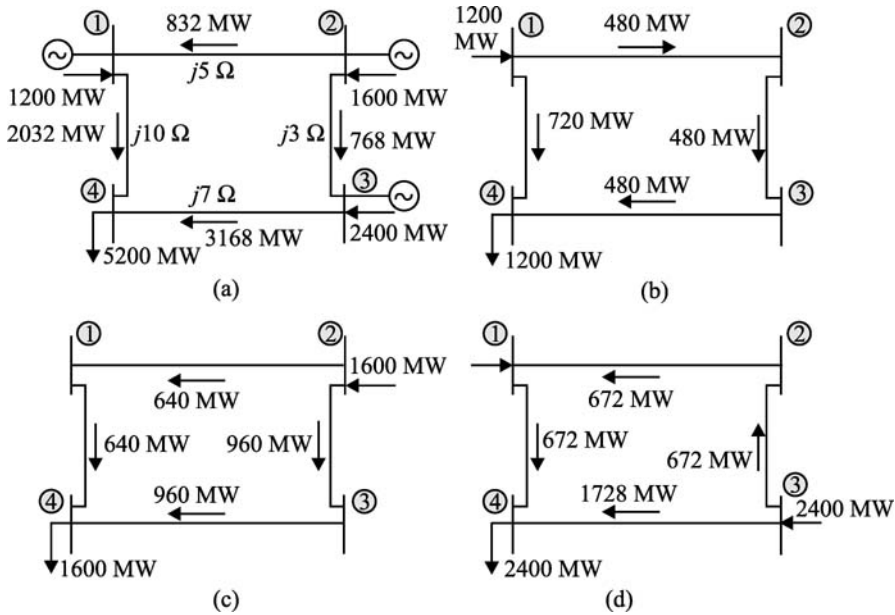 ① 832 MW ②
j5 Ω
1200 MW 1600 MW
2032 MW j10 Ω j3 Ω 768 MW
④ j7 Ω ③
3168 MW 2400 MW
5200 MW
(a)
1200
MW
① 480 MW ②
720 MW 480 MW
④ 480 MW ③
1200 MW
(b)
① ②
1600 MW
640 MW
640 MW 960 MW
④ 960 MW ③
1600 MW
(c)
① ②
672 MW
672 MW 672 MW
④ 1728 MW ③
2400 MW
2400 MW
(d)